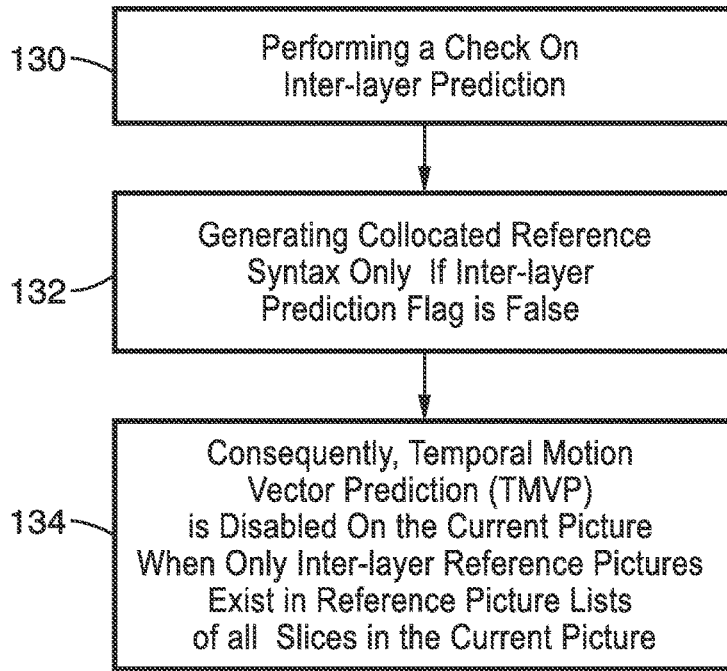 130
Performing a Check On
Inter-layer Prediction
132
Generating Collocated Reference
Syntax Only If Inter-layer
Prediction Flag is False
134
Consequently, Temporal Motion
Vector Prediction (TMVP)
is Disabled On the Current Picture
When Only Inter-layer Reference Pictures
Exist in Reference Picture Lists
of all Slices in the Current Picture